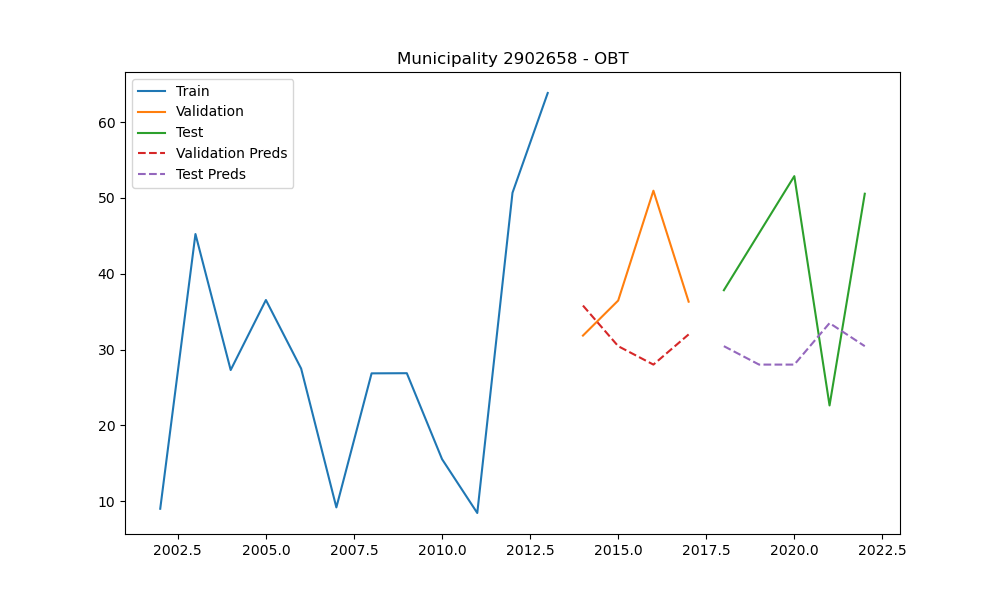 Municipality 2902658 - OBT
Train
Validation
Test
Validation Preds
Test Preds
60
50
40
30
20
10
2002.5 2005.0 2007.5 2010.0 2012.5 2015.0 2017.5 2020.0 2022.5